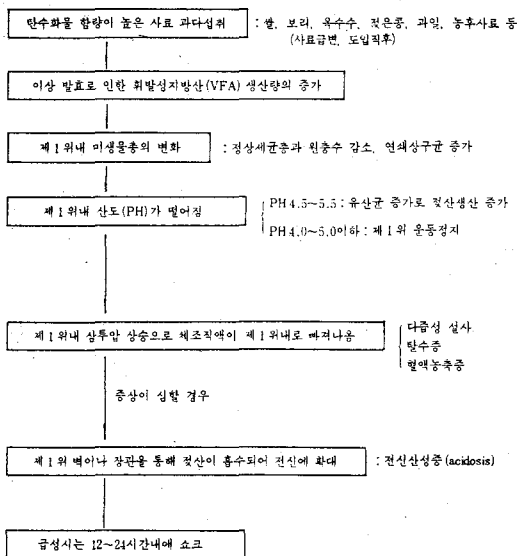 탄수화물 함량이 높은 사료 과다섭취 : 쌀, 보리, 옥수수, 젖은콩, 과일, 농후사료 등
(사료급변, 도입직후)
이상 발효로 인한 휘발성지방산(VFA) 생산량의 증가
제1위내 미생물총의 변화 : 정상세균총과 원충수 감소, 연쇄상구균 증가
제1위내 산도(PH)가 떨어짐
PH 4.5~5.5 : 유산균 증가로 젖산생산 증가
PH 4.0~5.0이하 : 제1위 운동정지
제1위내 삼투압 상승으로 체조직액이 제1위내로 빠져나옴
다즙성 설사
탈수증
혈액농축증
증상이 심할 경우
제1위 벽이나 장관을 통해 젖산이 흡수되어 전신에 확대 : 전신산성증(acidosis)
급성시는 12~24시간내애 쇼크